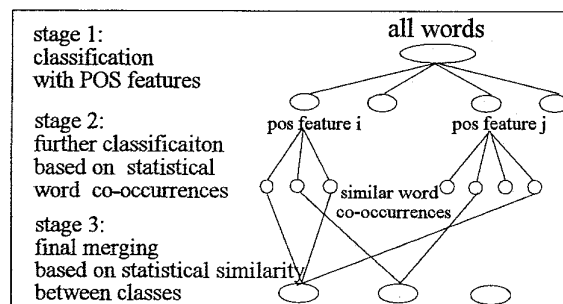 stage 1:
classification
with POS features
all words
pos feature i
pos feature j
stage 2:
further classificaiton
based on statistical
word co-occurrences
similar word
co-occurrences
stage 3:
final merging
based on statistical similarity
between classes